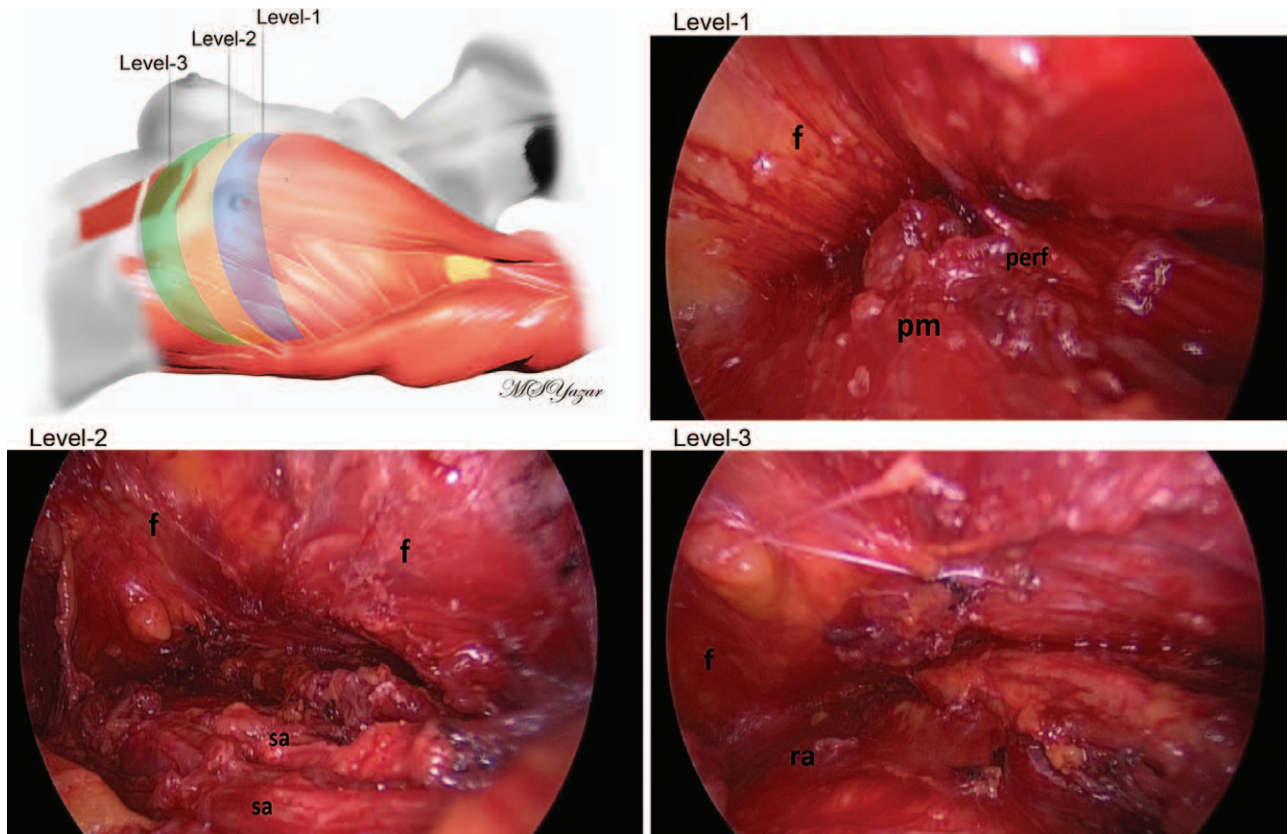 Level-1
Level-2
Level-3
MSYazar
Level-1
f
perf
pm
Level-2
f
f
sa
sa
Level-3
f
ra